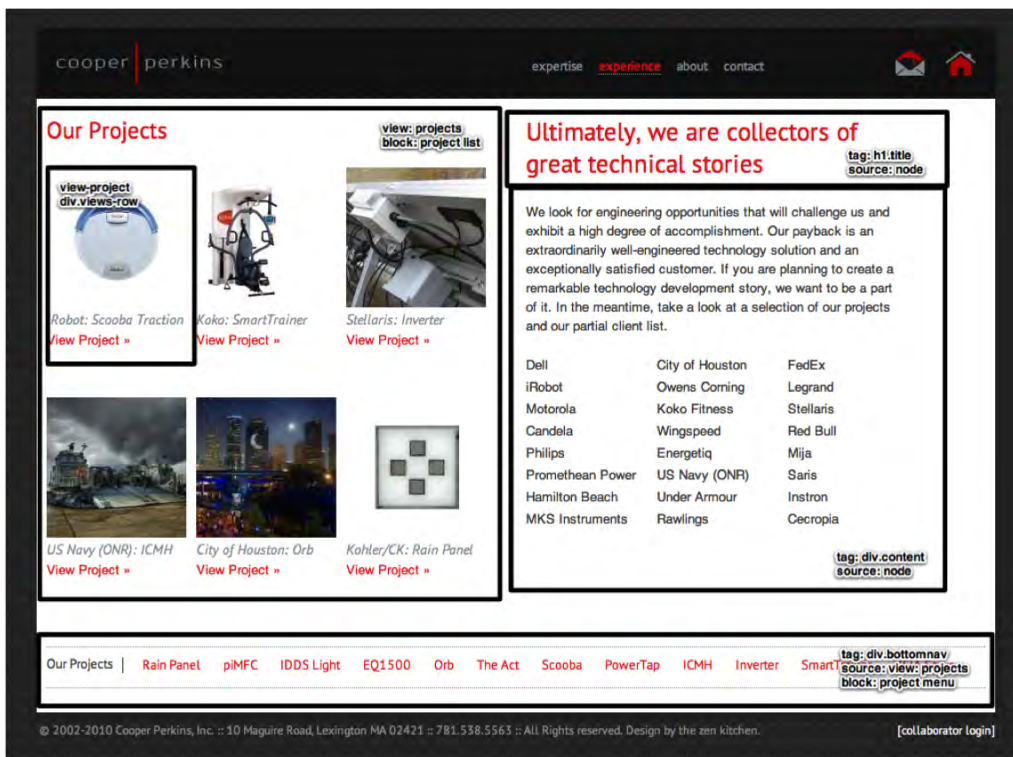 cooper | perkins
expertise experience about contact
Our Projects
view: projects
block: project list
view-project
div.views-row
Robot: Scooba Traction
View Project »
Koko: SmartTrainer
View Project »
Stellaris: Inverter
View Project »
US Navy (ONR): ICMH
View Project »
City of Houston: Orb
View Project »
Kohler/CK: Rain Panel
View Project »
Ultimately, we are collectors of
great technical stories
tag: h1.title
source: node
We look for engineering opportunities that will challenge us and
exhibit a high degree of accomplishment. Our payback is an
extraordinarily well-engineered technology solution and an
exceptionally satisfied customer. If you are planning to create a
remarkable technology development story, we want to be a part
of it. In the meantime, take a look at a selection of our projects
and our partial client list.
Dell City of Houston FedEx
iRobot Owens Corning Legrand
Motorola Koko Fitness Stellaris
Candela Wingspeed Red Bull
Philips Energetiq Mija
Promethean Power US Navy (ONR) Saris
Hamilton Beach Under Armour Instron
MKS Instruments Rawlings Cecropia
tag: div.content
source: node
Our Projects | Rain Panel piMFC IDDS Light EQ1500 Orb The Act Scooba PowerTap ICMH Inverter
tag: div.bottomnav
source: view: projects
block: project menu
© 2002-2010 Cooper Perkins, Inc. :: 10 Maguire Road, Lexington MA 02421 :: 781.538.5563 :: All Rights reserved. Design by the zen kitchen.
[collaborator login]